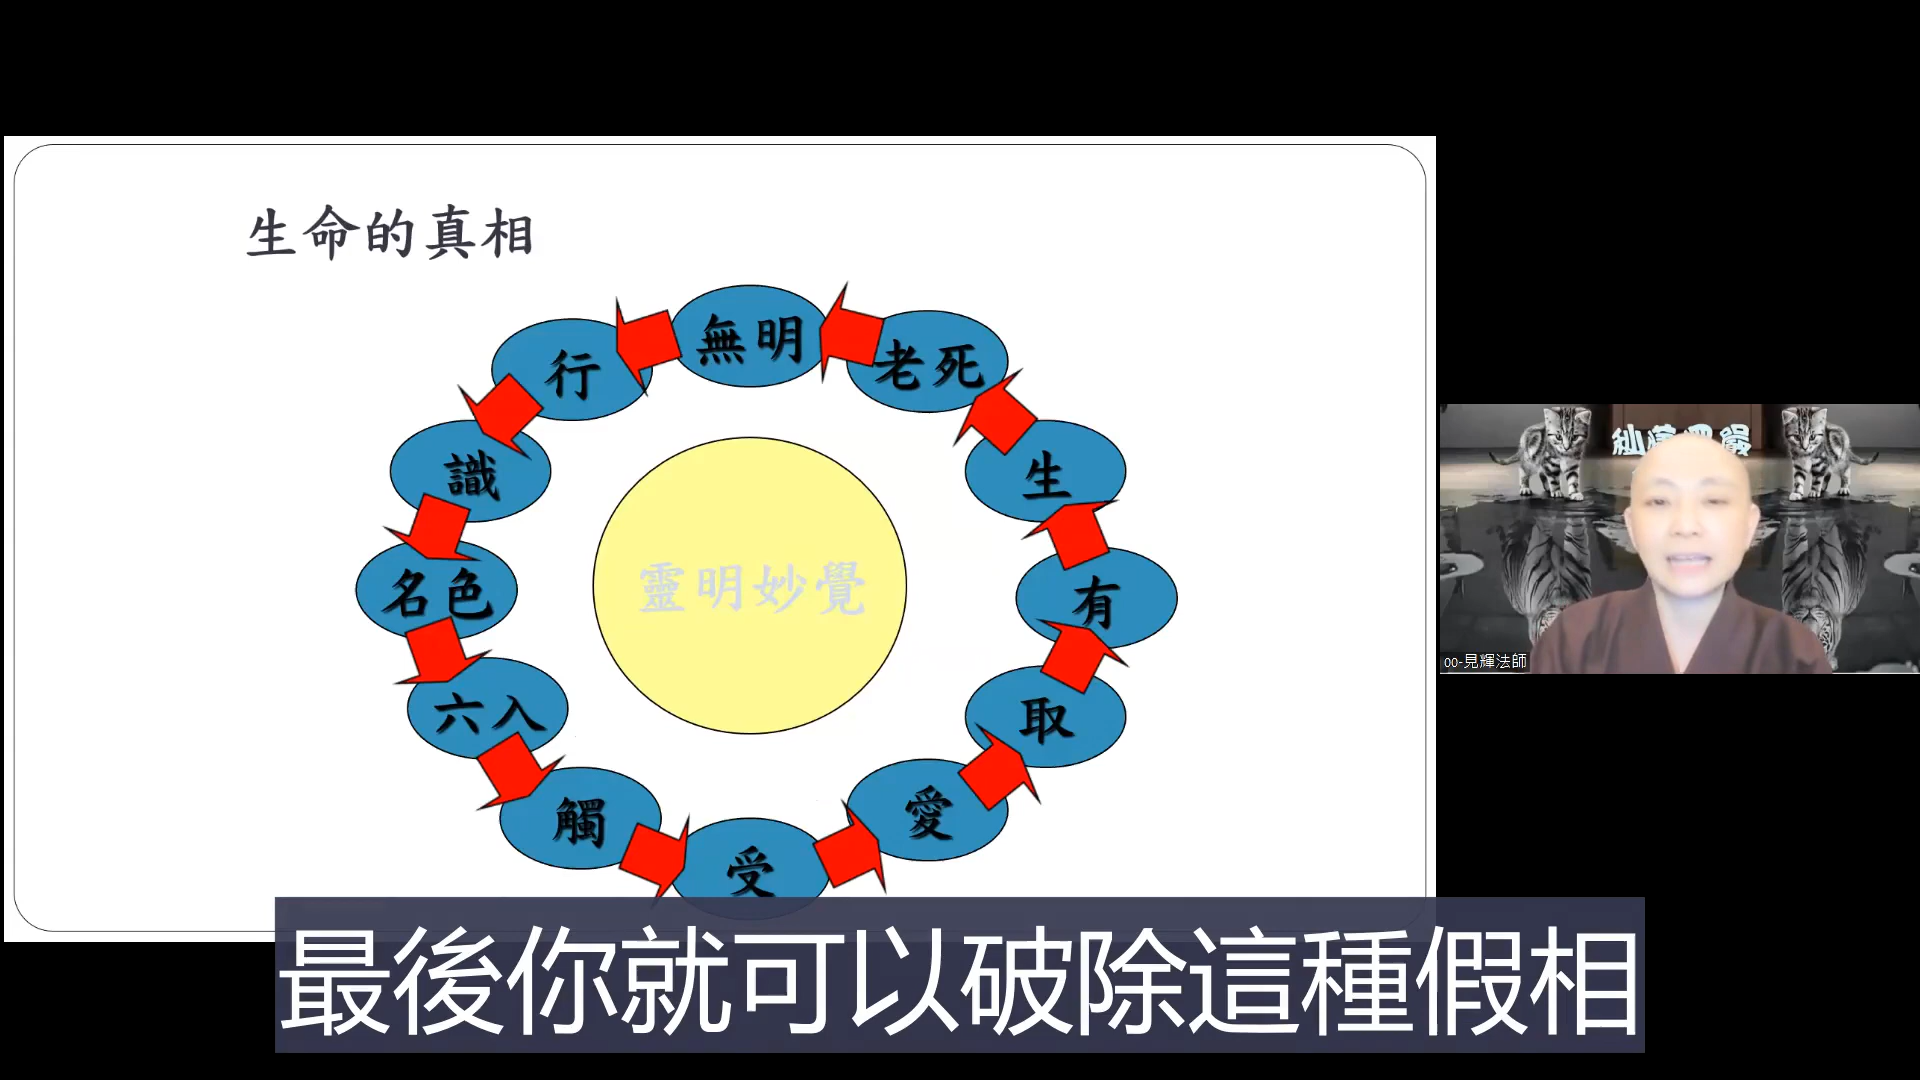 生命的真相
無明
行
老死
識
生
名色
靈明妙覺
有
六入
取
觸
愛
受
oo-見輝法師
最後你就可以破除這種假相